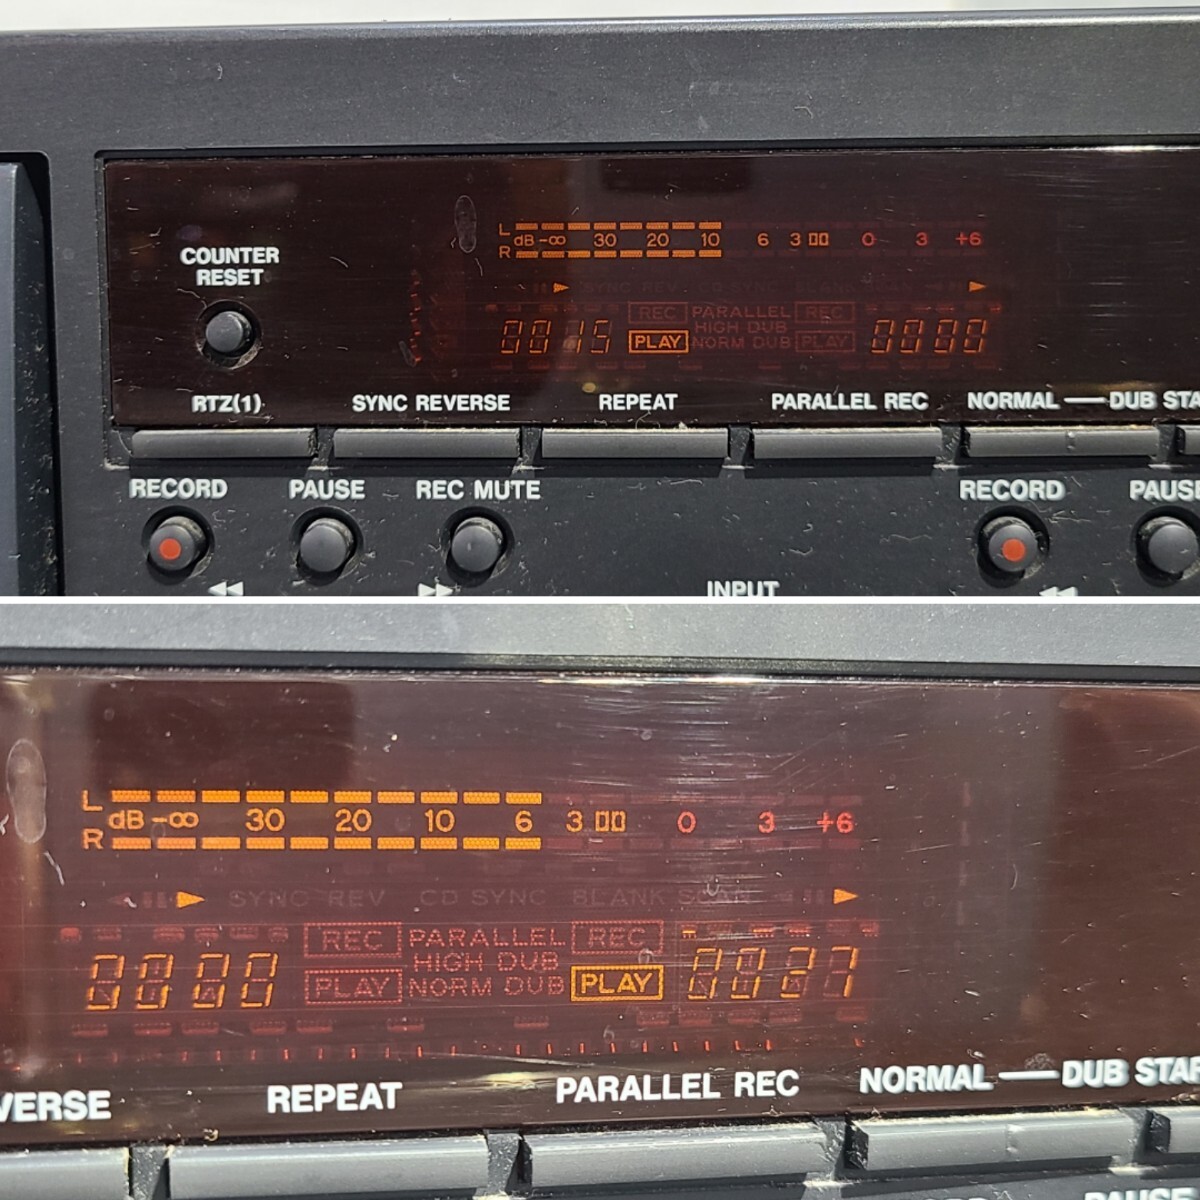 COUNTER
RESET
RTZ(1)
L
dB -∞ 30 20 10 6 3 0 3 +6
R
SYNC REV CD SYNC BLANK SCAN
REC PARALLEL REC
HIGH DUB
0015 PLAY NORM DUB PLAY 0000
SYNC REVERSE REPEAT PARALLEL REC NORMAL — DUB STA
RECORD PAUSE REC MUTE RECORD PAUSE
INPUT
L
dB -∞ 30 20 10 6 3 0 3 +6
R
SYNC REV CD SYNC BLANK SCAN
REC PARALLEL REC
HIGH DUB
0000 PLAY NORM DUB PLAY 0027
VERSE REPEAT PARALLEL REC NORMAL — DUB STAR